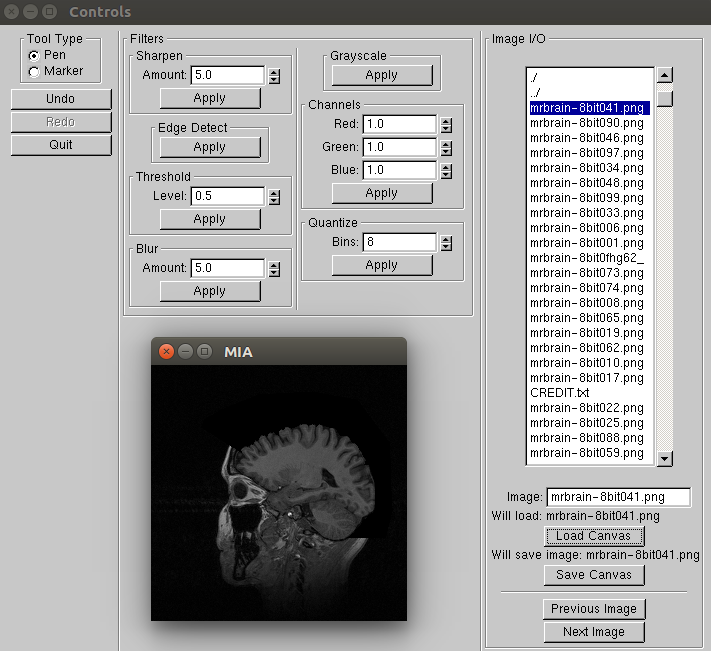 Controls
Tool Type
Pen
Marker
Undo
Redo
Quit
Filters
Sharpen
Amount: 5.0
Apply
Edge Detect
Apply
Threshold
Level: 0.5
Apply
Blur
Amount: 5.0
Apply
Grayscale
Apply
Channels
Red: 1.0
Green: 1.0
Blue: 1.0
Apply
Quantize
Bins: 8
Apply
MIA
Image I/O
./
../
mrbrain-8bit041.png
mrbrain-8bit090.png
mrbrain-8bit046.png
mrbrain-8bit097.png
mrbrain-8bit034.png
mrbrain-8bit048.png
mrbrain-8bit099.png
mrbrain-8bit033.png
mrbrain-8bit006.png
mrbrain-8bit001.png
mrbrain-8bit0fhg62_
mrbrain-8bit073.png
mrbrain-8bit074.png
mrbrain-8bit008.png
mrbrain-8bit065.png
mrbrain-8bit019.png
mrbrain-8bit062.png
mrbrain-8bit010.png
mrbrain-8bit017.png
CREDIT.txt
mrbrain-8bit022.png
mrbrain-8bit025.png
mrbrain-8bit088.png
mrbrain-8bit059.png
Image: mrbrain-8bit041.png
Will load: mrbrain-8bit041.png
Load Canvas
Will save image: mrbrain-8bit041.png
Save Canvas
Previous Image
Next Image